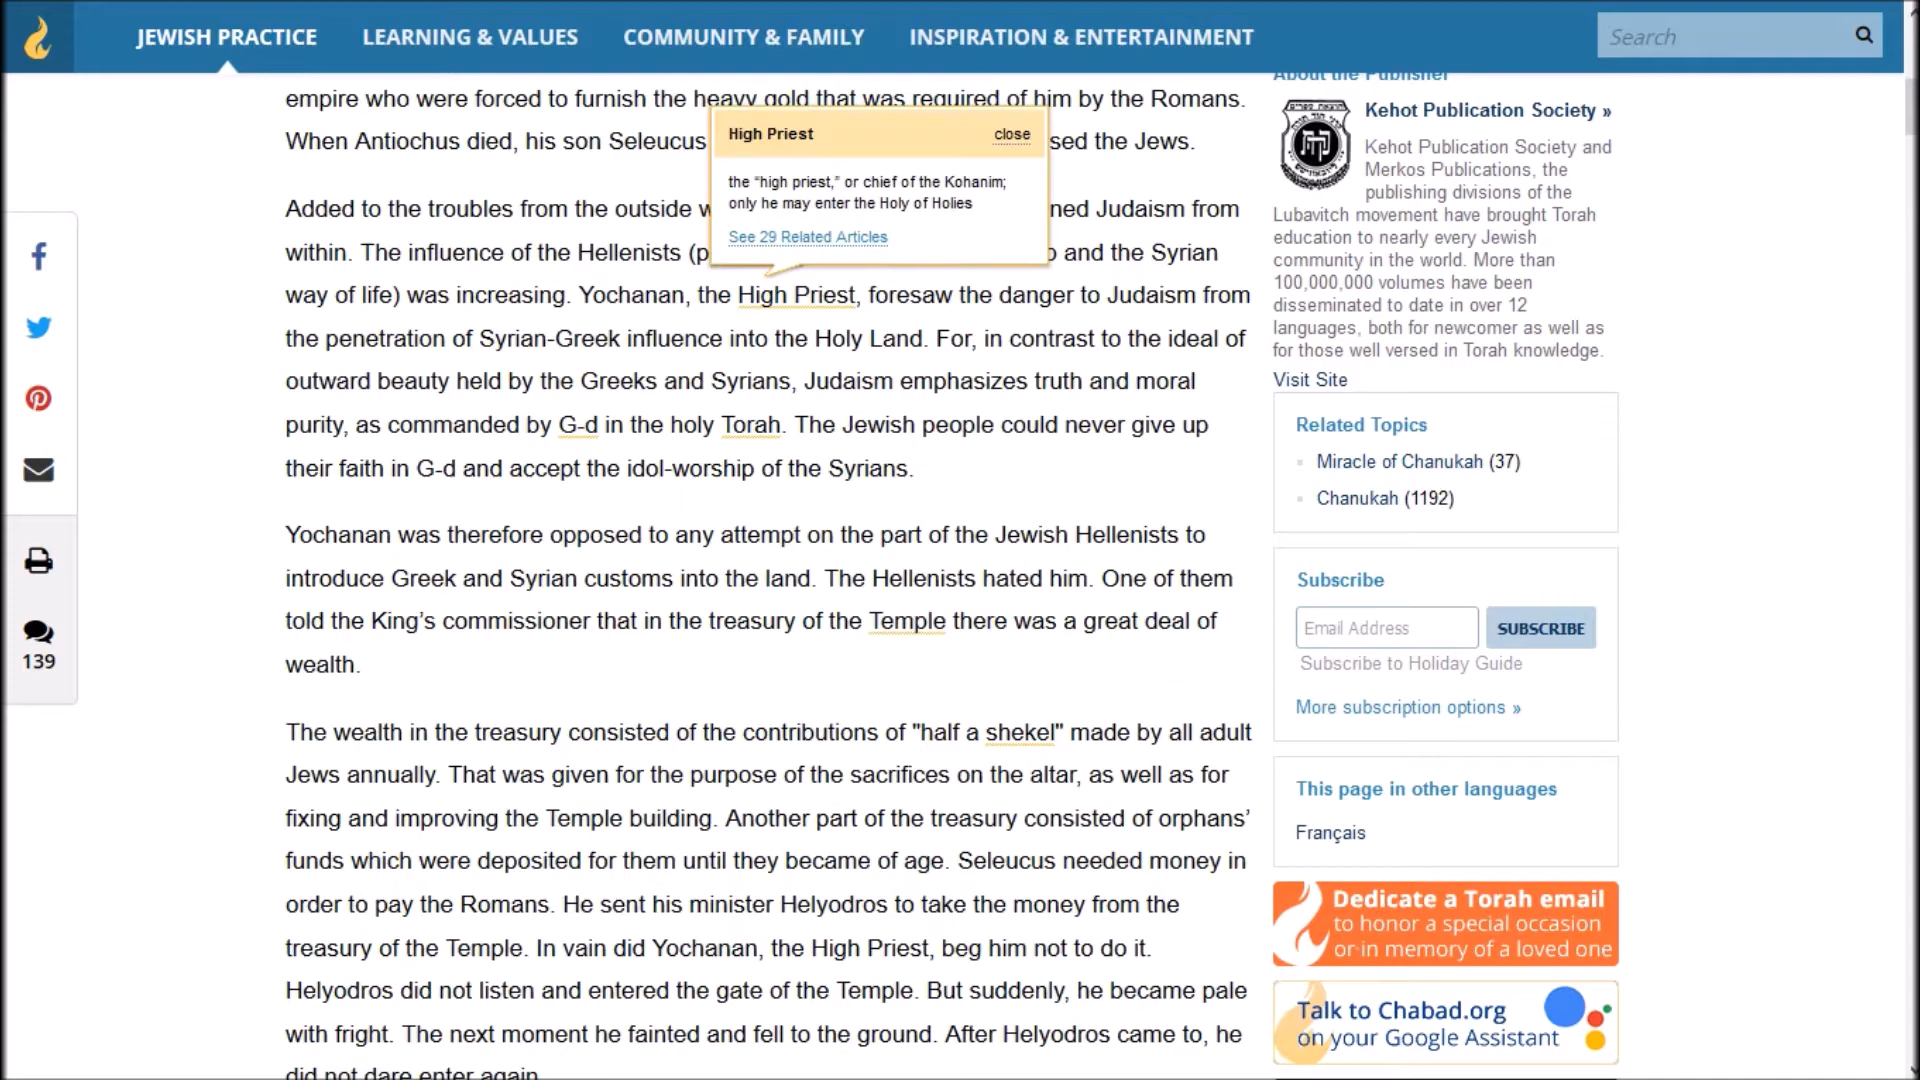 JEWISH PRACTICE
LEARNING & VALUES
COMMUNITY & FAMILY
INSPIRATION & ENTERTAINMENT
Search
empire who were forced to furnish the heavy gold that was required of him by the Romans.
When Antiochus died, his son Seleucus sed the Jews.
Added to the troubles from the outside w ned Judaism from
within. The influence of the Hellenists (p o and the Syrian
way of life) was increasing. Yochanan, the High Priest, foresaw the danger to Judaism from
the penetration of Syrian-Greek influence into the Holy Land. For, in contrast to the ideal of
outward beauty held by the Greeks and Syrians, Judaism emphasizes truth and moral
purity, as commanded by G-d in the holy Torah. The Jewish people could never give up
their faith in G-d and accept the idol-worship of the Syrians.
Yochanan was therefore opposed to any attempt on the part of the Jewish Hellenists to
introduce Greek and Syrian customs into the land. The Hellenists hated him. One of them
told the King’s commissioner that in the treasury of the Temple there was a great deal of
wealth.
The wealth in the treasury consisted of the contributions of "half a shekel" made by all adult
Jews annually. That was given for the purpose of the sacrifices on the altar, as well as for
fixing and improving the Temple building. Another part of the treasury consisted of orphans’
funds which were deposited for them until they became of age. Seleucus needed money in
order to pay the Romans. He sent his minister Helyodros to take the money from the
treasury of the Temple. In vain did Yochanan, the High Priest, beg him not to do it.
Helyodros did not listen and entered the gate of the Temple. But suddenly, he became pale
with fright. The next moment he fainted and fell to the ground. After Helyodros came to, he
did not dare enter again.
High Priest
close
the “high priest,” or chief of the Kohanim;
only he may enter the Holy of Holies
See 29 Related Articles
139
About the Publisher
Kehot Publication Society »
Kehot Publication Society and
Merkos Publications, the
publishing divisions of the
Lubavitch movement have brought Torah
education to nearly every Jewish
community in the world. More than
100,000,000 volumes have been
disseminated to date in over 12
languages, both for newcomer as well as
for those well versed in Torah knowledge.
Visit Site
Related Topics
Miracle of Chanukah (37)
Chanukah (1192)
Subscribe
Email Address
SUBSCRIBE
Subscribe to Holiday Guide
More subscription options »
This page in other languages
Français
Dedicate a Torah email
to honor a special occasion
or in memory of a loved one
Talk to Chabad.org
on your Google Assistant